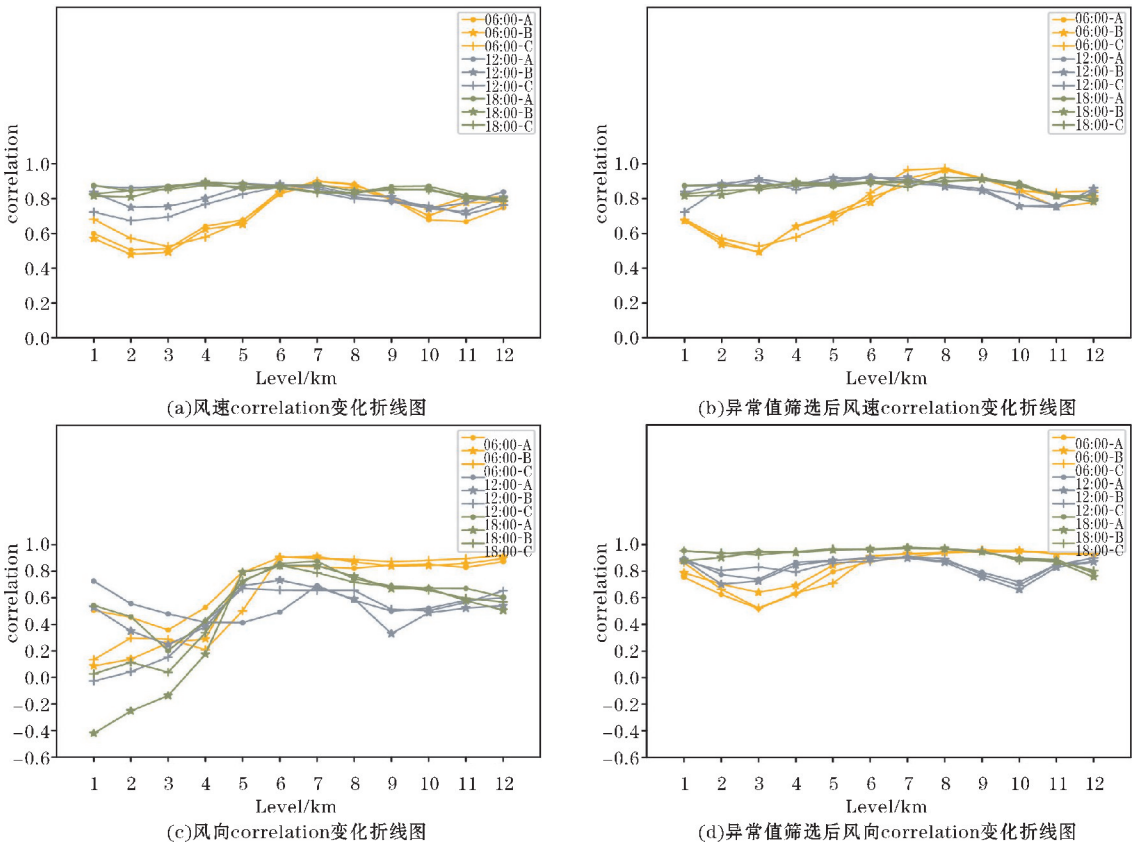 06:00-A
06:00-B
06:00-C
12:00-A
12:00-B
12:00-C
18:00-A
18:00-B
18:00-C
correlation
1.0
0.8
0.6
0.4
0.2
0.0
1 2 3 4 5 6 7 8 9 10 11 12
Level/km
(a)风速correlation变化折线图
06:00-A
06:00-B
06:00-C
12:00-A
12:00-B
12:00-C
18:00-A
18:00-B
18:00-C
correlation
1.0
0.8
0.6
0.4
0.2
0.0
1 2 3 4 5 6 7 8 9 10 11 12
Level/km
(b)异常值筛选后风速correlation变化折线图
06:00-A
06:00-B
06:00-C
12:00-A
12:00-B
12:00-C
18:00-A
18:00-B
18:00-C
correlation
1.0
0.8
0.6
0.4
0.2
0.0
−0.2
−0.4
−0.6
1 2 3 4 5 6 7 8 9 10 11 12
Level/km
(c)风向correlation变化折线图
06:00-A
06:00-B
06:00-C
12:00-A
12:00-B
12:00-C
18:00-A
18:00-B
18:00-C
correlation
1.0
0.8
0.6
0.4
0.2
0.0
−0.2
−0.4
−0.6
1 2 3 4 5 6 7 8 9 10 11 12
Level/km
(d)异常值筛选后风向correlation变化折线图